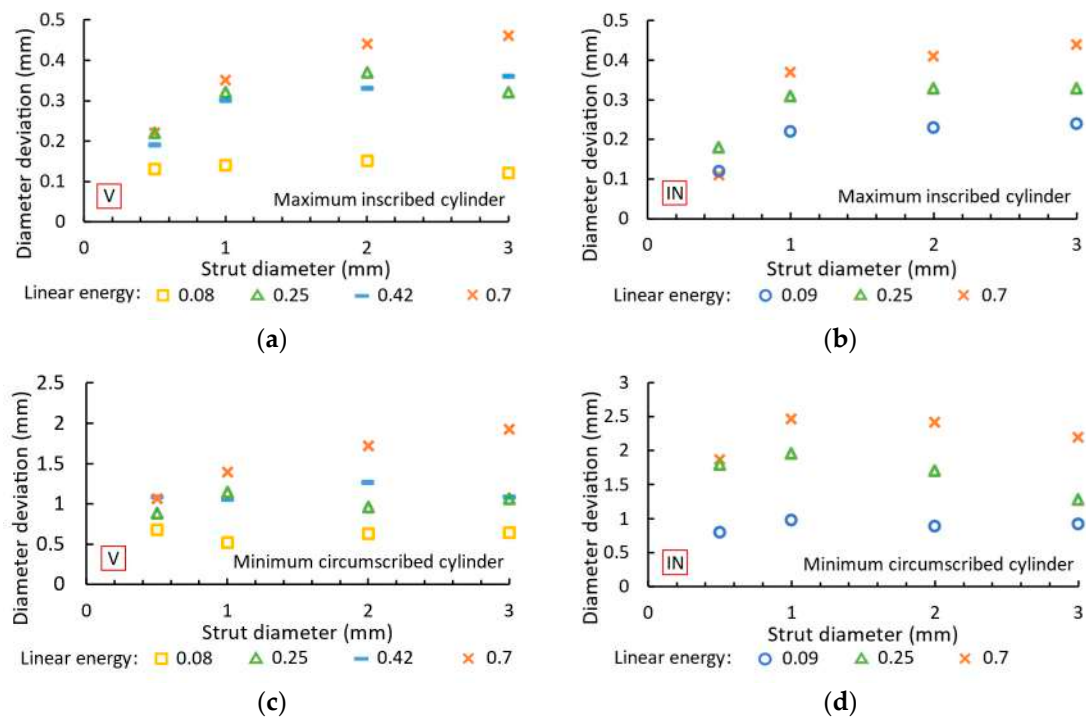 Diameter deviation (mm)
0.5
0.4
0.3
0.2
0.1
0
V
Maximum inscribed cylinder
0 1 2 3
Strut diameter (mm)
Linear energy: 0.08 0.25 0.42 0.7
(a)
Diameter deviation (mm)
0.5
0.4
0.3
0.2
0.1
0
IN
Maximum inscribed cylinder
0 1 2 3
Strut diameter (mm)
Linear energy: 0.09 0.25 0.7
(b)
Diameter deviation (mm)
2.5
2
1.5
1
0.5
0
V
Minimum circumscribed cylinder
0 1 2 3
Strut diameter (mm)
Linear energy: 0.08 0.25 0.42 0.7
(c)
Diameter deviation (mm)
3
2.5
2
1.5
1
0.5
0
IN
Minimum circumscribed cylinder
0 1 2 3
Strut diameter (mm)
Linear energy: 0.09 0.25 0.7
(d)